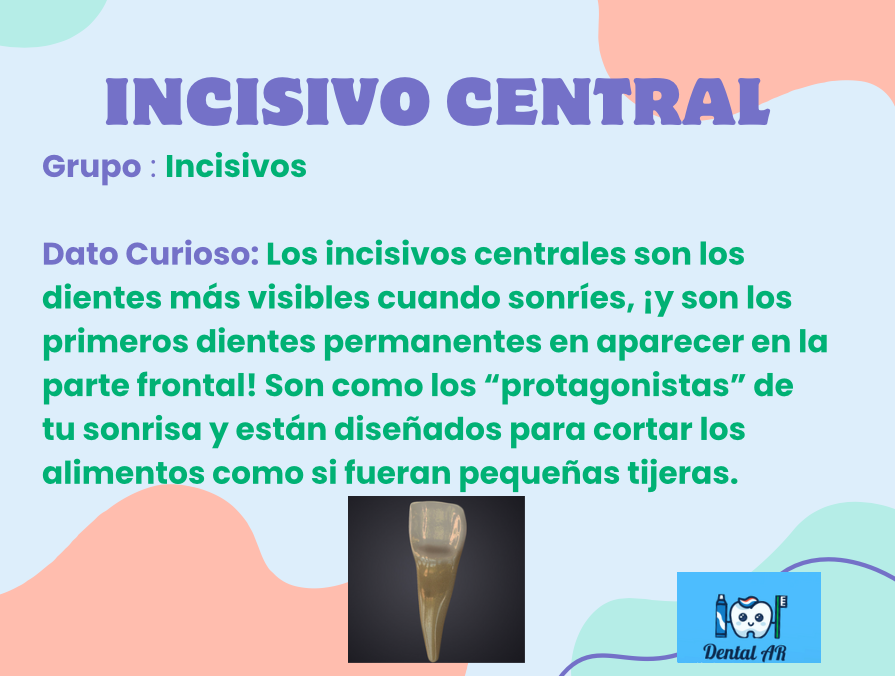 INCISIVO CENTRAL
Grupo : Incisivos
Dato Curioso: Los incisivos centrales son los
dientes más visibles cuando sonríes, ¡y son los
primeros dientes permanentes en aparecer en la
parte frontal! Son como los “protagonistas” de
tu sonrisa y están diseñados para cortar los
alimentos como si fueran pequeñas tijeras.
Dental AR